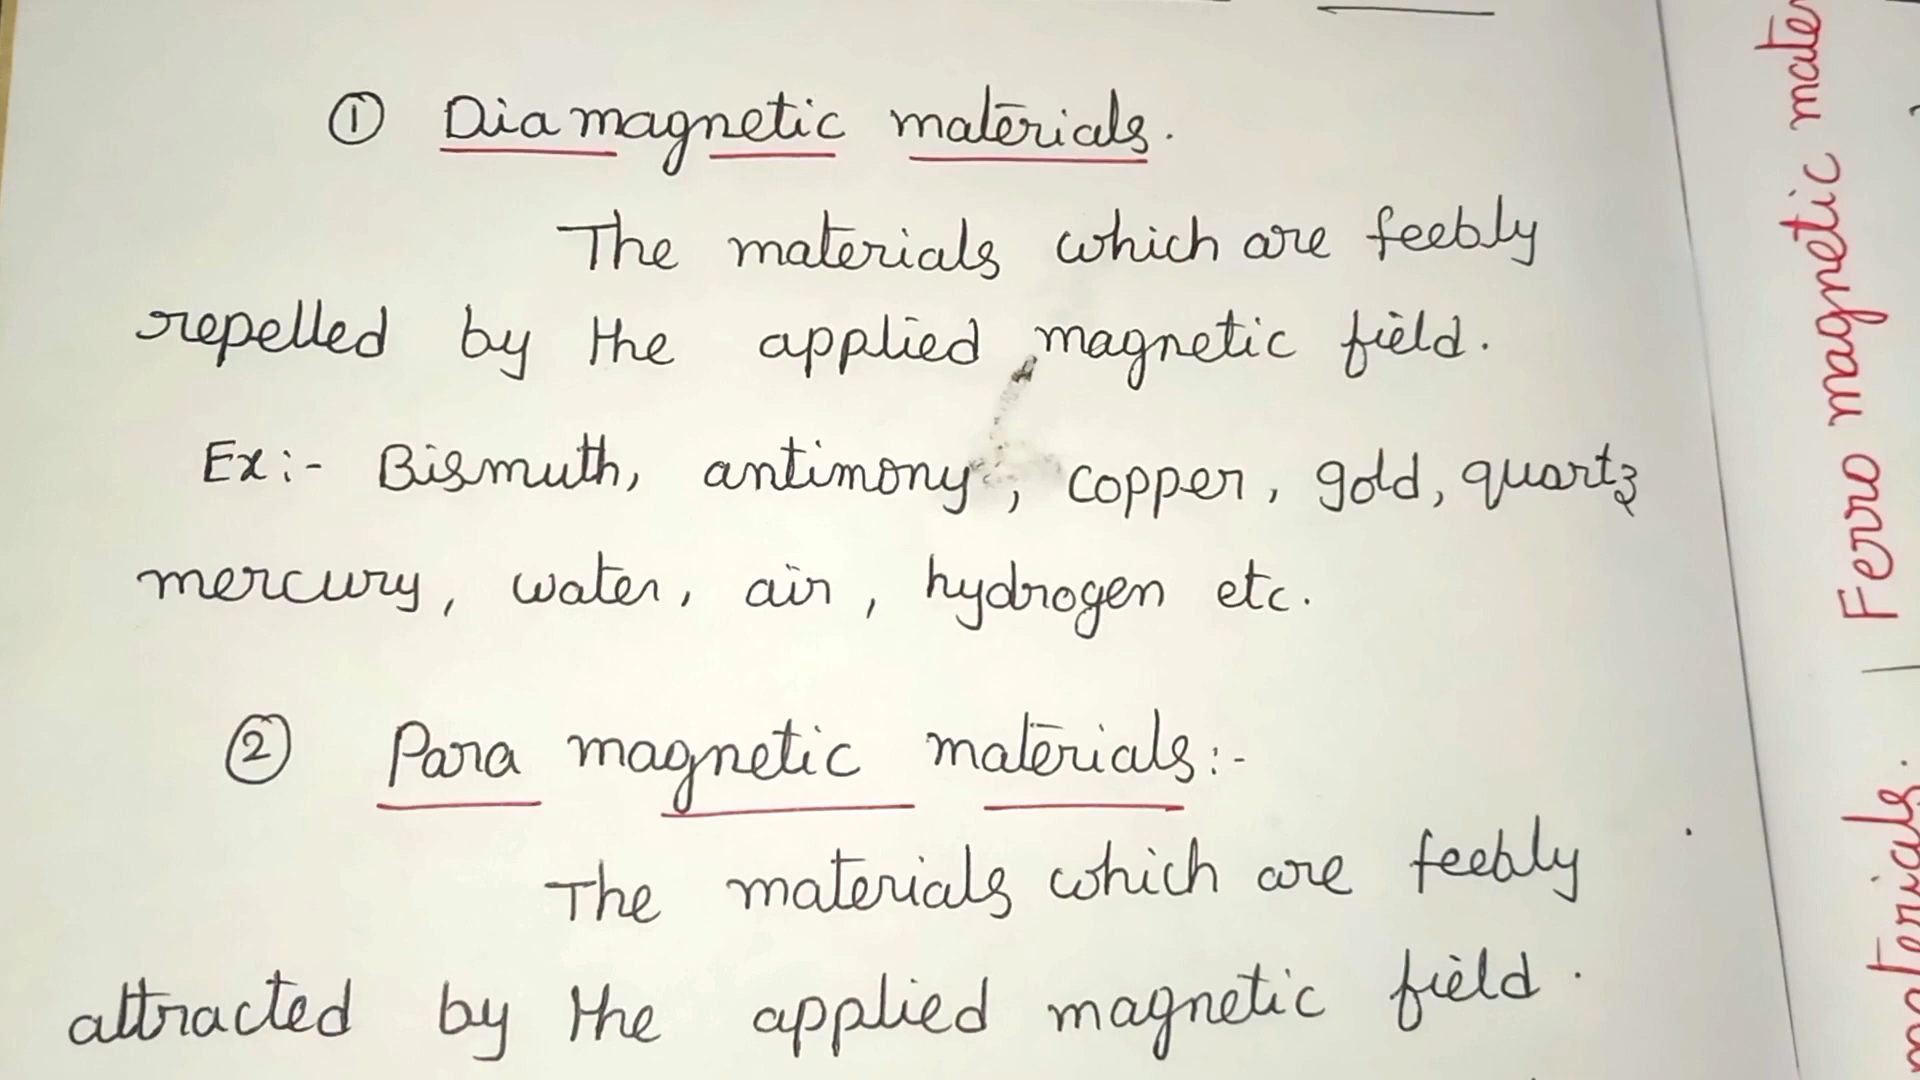 ① Diamagnetic materials.
The materials which are feebly
repelled by the applied magnetic field.
Ex:- Bismuth, antimony, copper, gold, quartz
mercury, water, air, hydrogen etc.
② Para magnetic materials:-
The materials which are feebly
attracted by the applied magnetic field.
Ferro magnetic mater
materials.